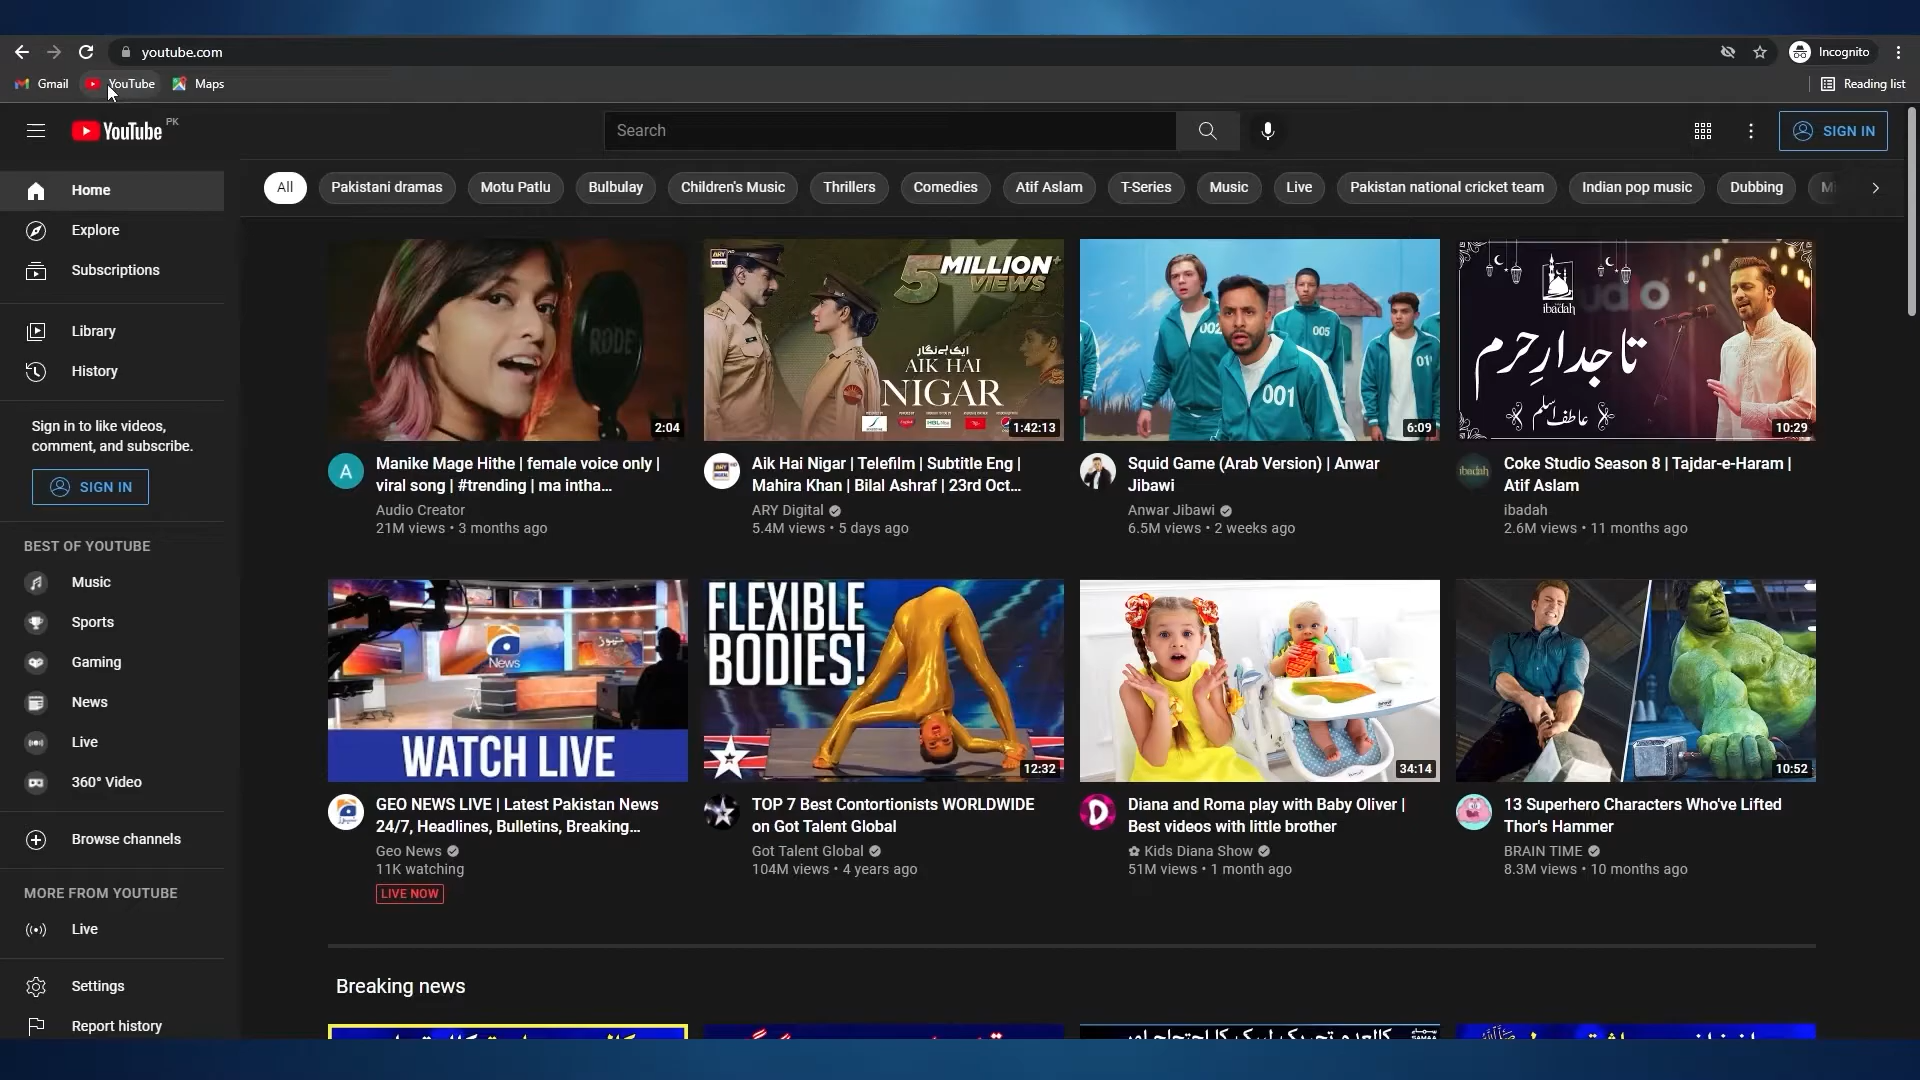 youtube.com
Incognito
Gmail
YouTube
Maps
Reading list
YouTube PK
Search
SIGN IN
All
Pakistani dramas
Motu Patlu
Bulbulay
Children's Music
Thrillers
Comedies
Atif Aslam
T-Series
Music
Live
Pakistan national cricket team
Indian pop music
Dubbing
Home
Explore
Subscriptions
Library
History
Sign in to like videos,
comment, and subscribe.
SIGN IN
BEST OF YOUTUBE
Music
Sports
Gaming
News
Live
360° Video
Browse channels
MORE FROM YOUTUBE
Live
Settings
Report history
RODE
2:04
Manike Mage Hithe | female voice only |
viral song | #trending | ma intha...
Audio Creator
21M views • 3 months ago
ARY
5 MILLION+
VIEWS
ایک ہے نگار
AIK HAI
NIGAR
1:42:13
Aik Hai Nigar | Telefilm | Subtitle Eng |
Mahira Khan | Bilal Ashraf | 23rd Oct...
ARY Digital
5.4M views • 5 days ago
002
005
001
6:09
Squid Game (Arab Version) | Anwar
Jibawi
Anwar Jibawi
6.5M views • 2 weeks ago
ibadah
تاجدارِ حرم
عاطف اسلم
10:29
Coke Studio Season 8 | Tajdar-e-Haram |
Atif Aslam
ibadah
2.6M views • 11 months ago
News
WATCH LIVE
GEO NEWS LIVE | Latest Pakistan News
24/7, Headlines, Bulletins, Breaking...
Geo News
11K watching
LIVE NOW
FLEXIBLE
BODIES!
12:32
TOP 7 Best Contortionists WORLDWIDE
on Got Talent Global
Got Talent Global
104M views • 4 years ago
34:14
Diana and Roma play with Baby Oliver |
Best videos with little brother
Kids Diana Show
51M views • 1 month ago
10:52
13 Superhero Characters Who've Lifted
Thor's Hammer
BRAIN TIME
8.3M views • 10 months ago
Breaking news